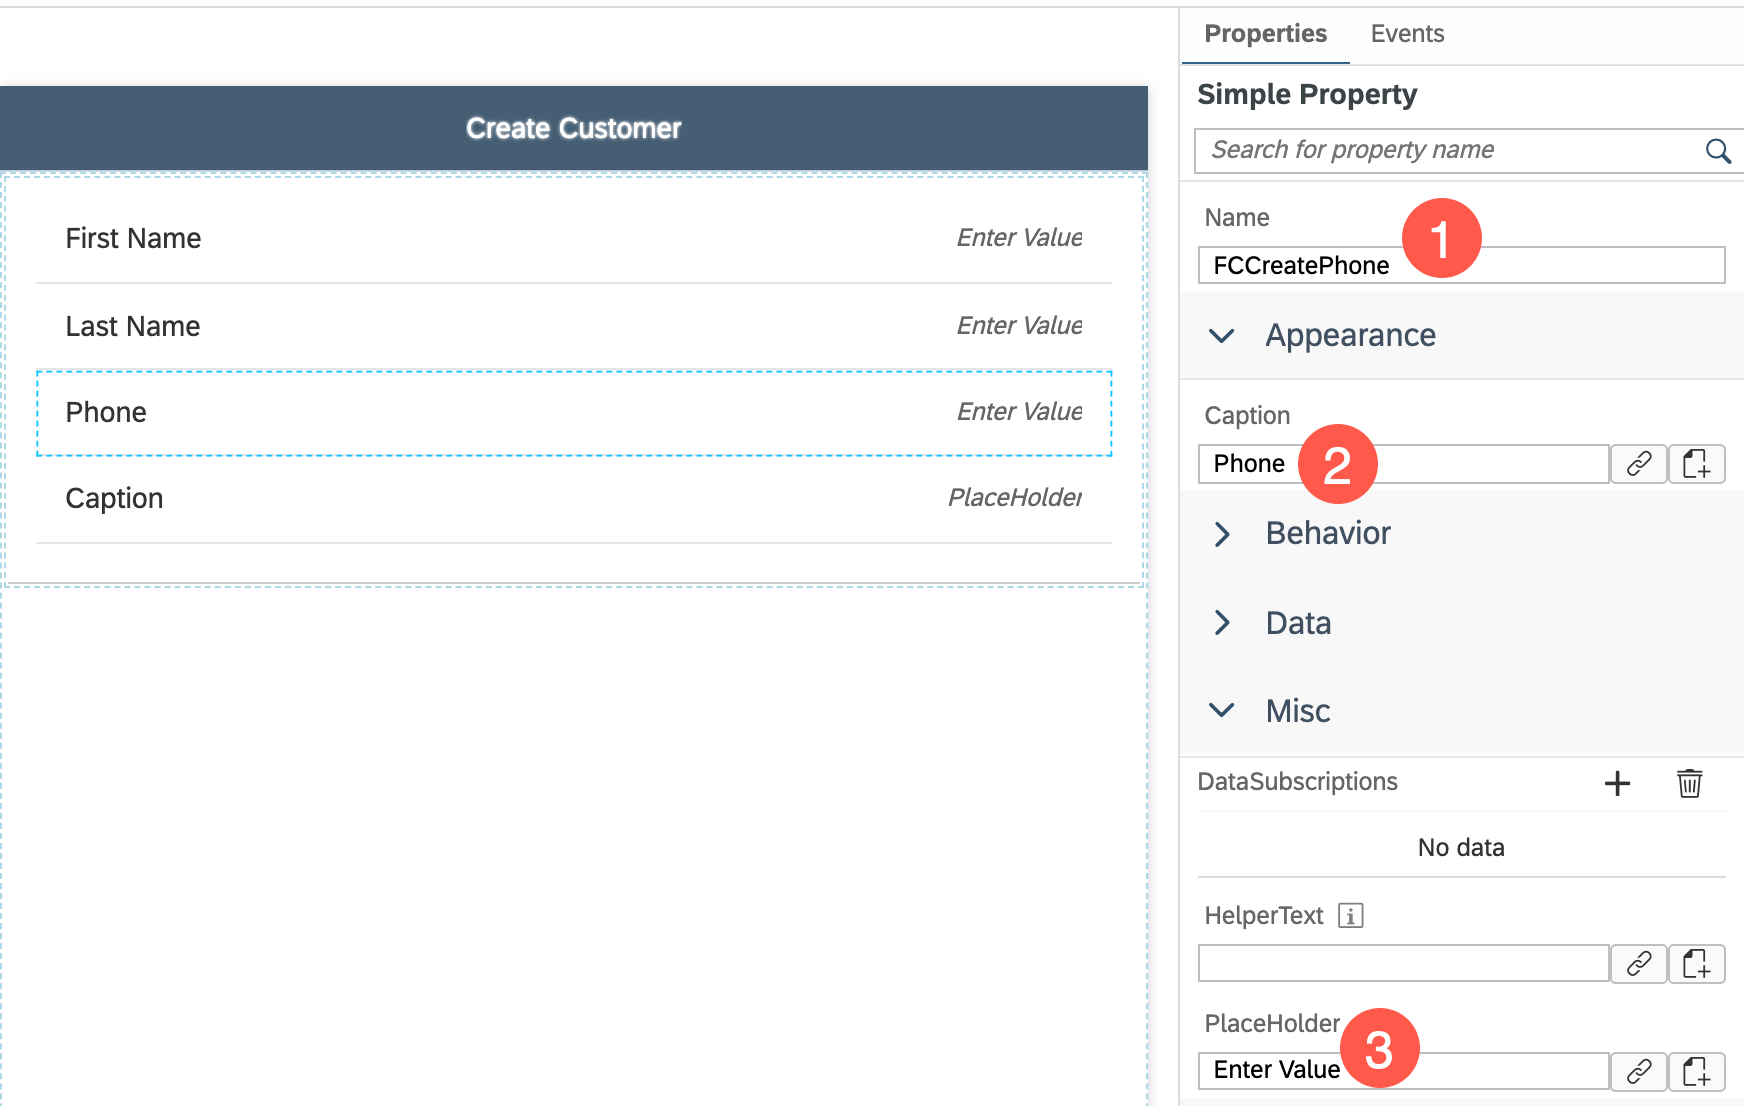 Create Customer
First Name Enter Value
Last Name Enter Value
Phone Enter Value
Caption PlaceHolder
Properties Events
Simple Property
Search for property name
Name
1
FCCreatePhone
Appearance
Caption
Phone
2
Behavior
Data
Misc
DataSubscriptions
No data
HelperText
PlaceHolder
3
Enter Value